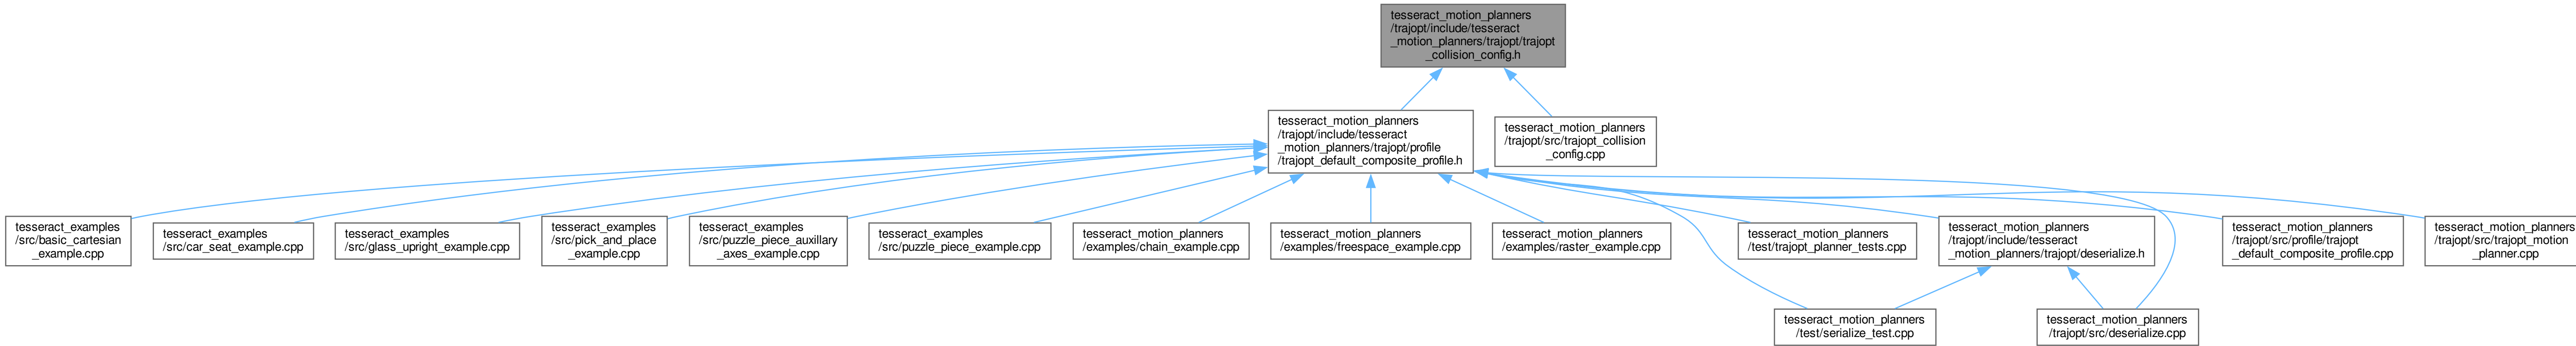 tesseract_motion_planners
/trajopt/include/tesseract
_motion_planners/trajopt/trajopt
_collision_config.h
tesseract_motion_planners
/trajopt/include/tesseract
_motion_planners/trajopt/profile
/trajopt_default_composite_profile.h
tesseract_motion_planners
/trajopt/src/trajopt_collision
_config.cpp
tesseract_examples
/src/basic_cartesian
_example.cpp
tesseract_examples
/src/car_seat_example.cpp
tesseract_examples
/src/glass_upright_example.cpp
tesseract_examples
/src/pick_and_place
_example.cpp
tesseract_examples
/src/puzzle_piece_auxillary
_axes_example.cpp
tesseract_examples
/src/puzzle_piece_example.cpp
tesseract_motion_planners
/examples/chain_example.cpp
tesseract_motion_planners
/examples/freespace_example.cpp
tesseract_motion_planners
/examples/raster_example.cpp
tesseract_motion_planners
/test/trajopt_planner_tests.cpp
tesseract_motion_planners
/trajopt/include/tesseract
_motion_planners/trajopt/deserialize.h
tesseract_motion_planners
/trajopt/src/profile/trajopt
_default_composite_profile.cpp
tesseract_motion_planners
/trajopt/src/trajopt_motion
_planner.cpp
tesseract_motion_planners
/test/serialize_test.cpp
tesseract_motion_planners
/trajopt/src/deserialize.cpp